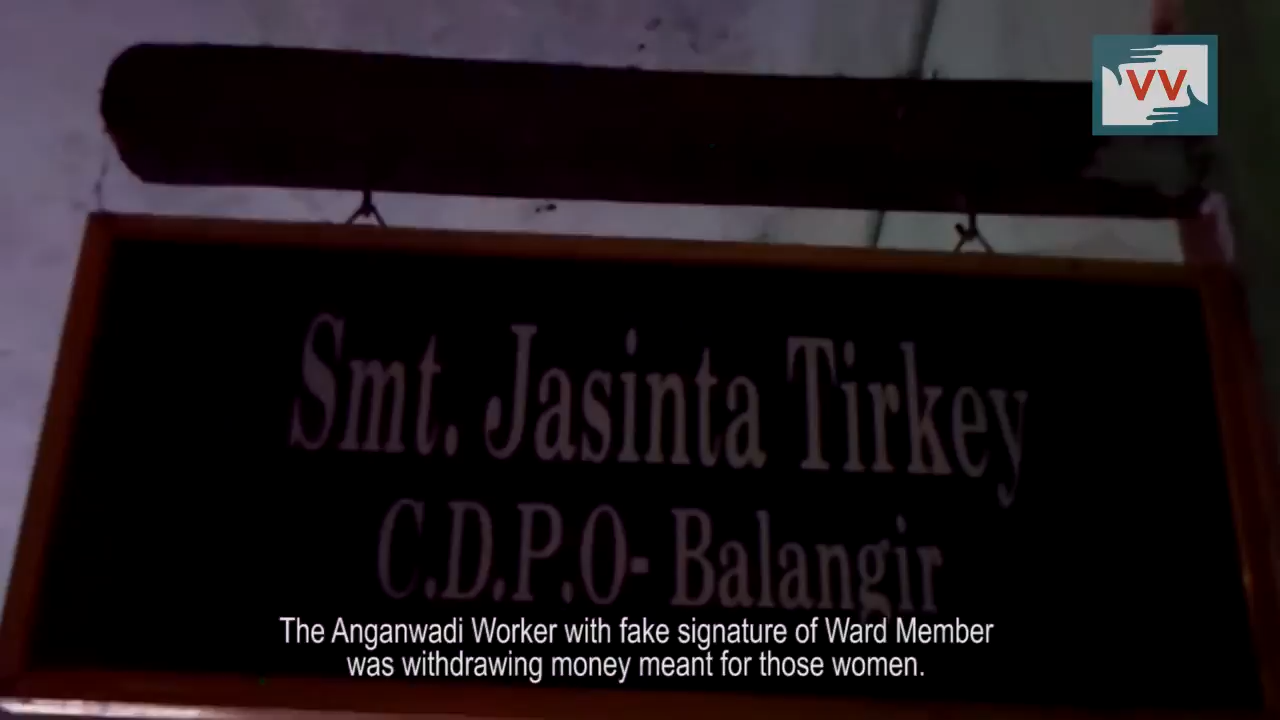 VV
Smt. Jasinta Tirkey
C.D.P.O- Balangir
The Anganwadi Worker with fake signature of Ward Member
was withdrawing money meant for those women.